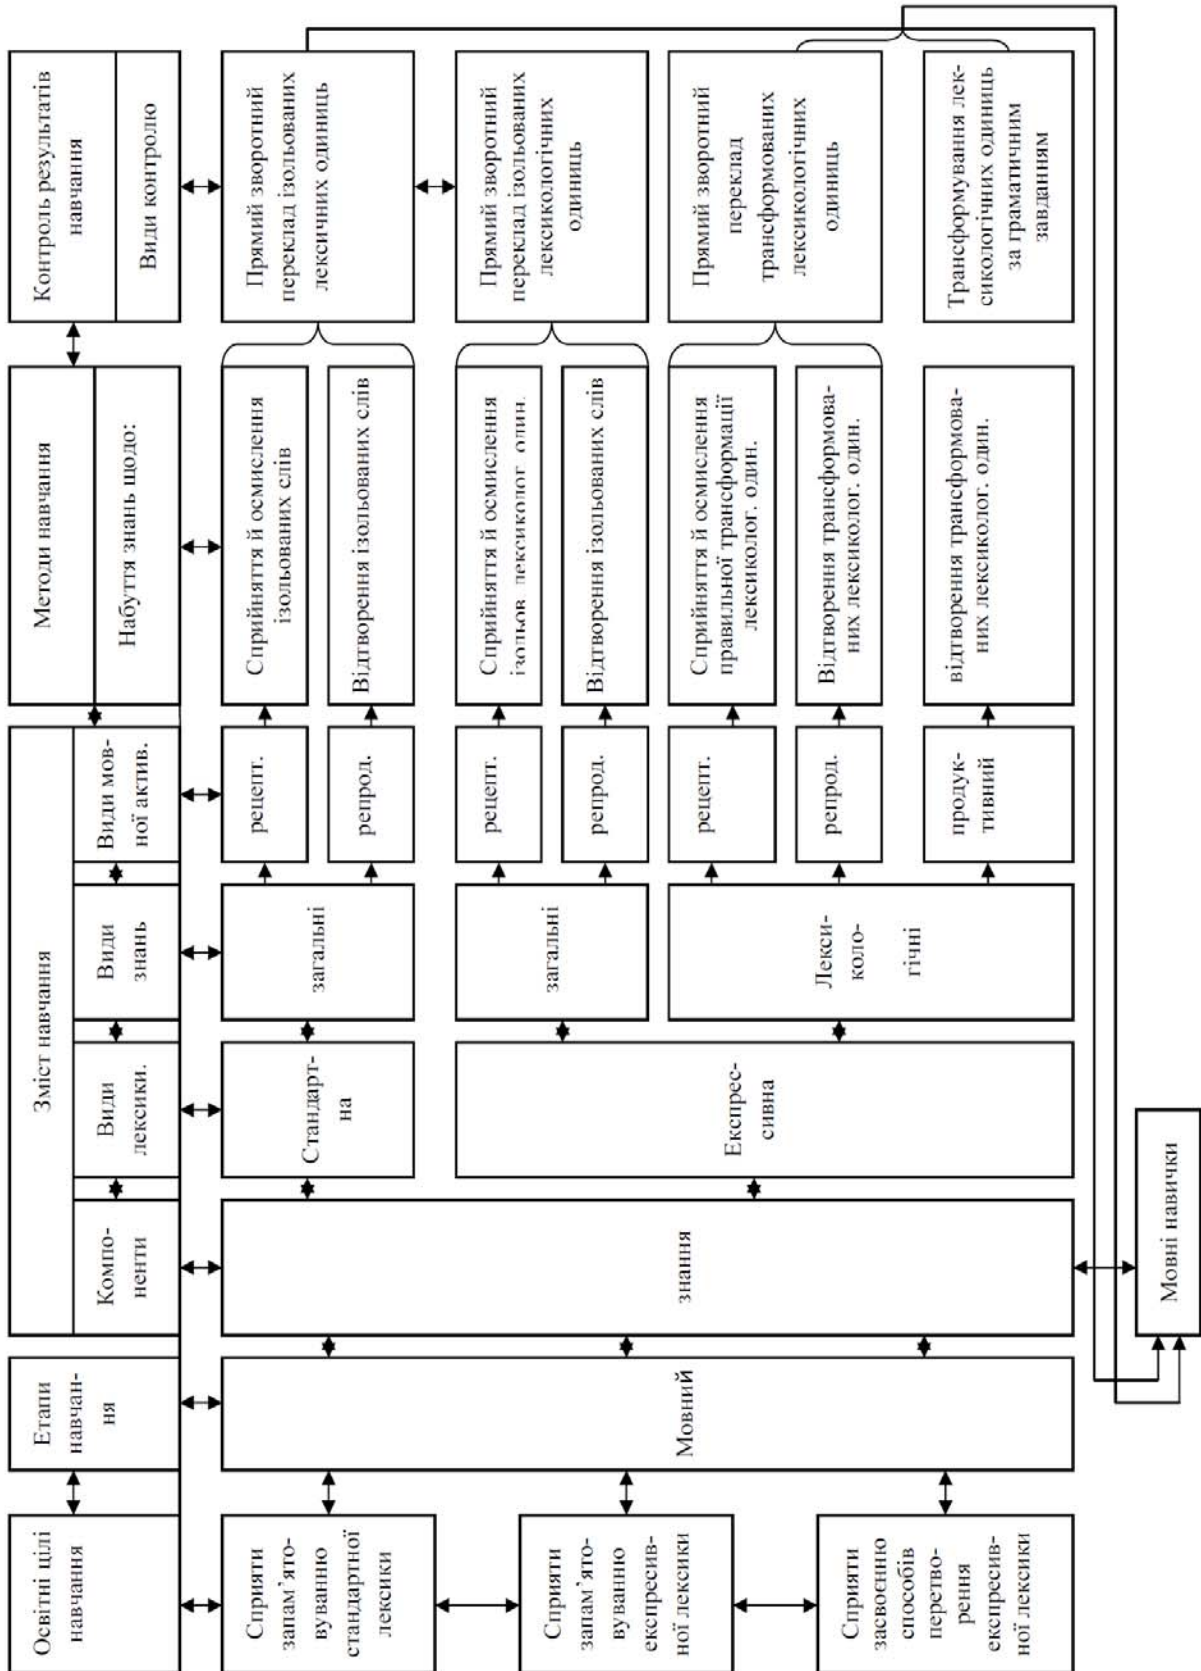 Освітні цілі
навчання
Етапи
навчан-
ня
Зміст навчання
Компо-
ненти
Види
лексики.
Види
знань
Види мов-
ної актив.
Методи навчання
Набуття знань щодо:
Контроль результатів
навчання
Види контролю
Сприяти
запам’ято-
вуванню
стандартної
лексики
Сприяти
запам’ято-
вуванню
експресив-
ної лексики
Сприяти
засвоєнню
способів
перетво-
рення
експресив-
ної лексики
Мовний
знання
Стандарт-
на
Експрес-
сивна
загальні
загальні
Лекси-
коло-
гічні
рецепт.
репрод.
рецепт.
репрод.
рецепт.
репрод.
продук-
тивний
Сприйняття й осмислення
ізольованих слів
Відтворення ізольованих слів
Сприйняття й осмислення
ізольов. лексиколог. один.
Відтворення ізольованих слів
Сприйняття й осмислення
правильної трансформації
лексиколог. один.
Відтворення трансформова-
них лексиколог. один.
відтворення трансформова-
них лексиколог. один.
Прямий зворотний
переклад ізольованих
лексичних одиниць
Прямий зворотний
переклад ізольованих
лексикологічних
одиниць
Прямий зворотний
переклад
трансформованих
лексикологічних
одиниць
Трансформування лек-
сикологічних одиниць
за граматичним
завданням
Мовні навички